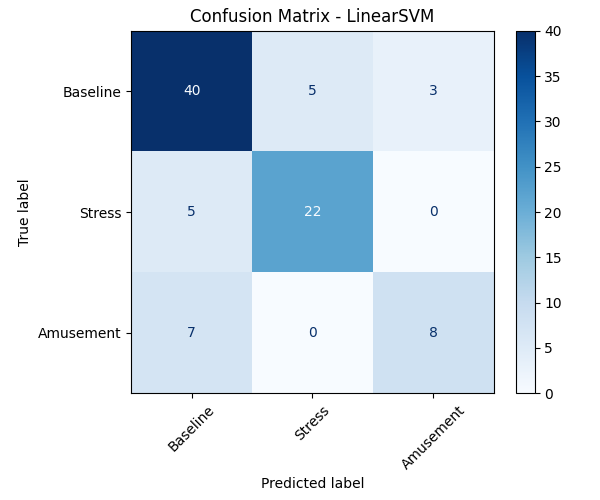 Confusion Matrix - LinearSVM
True label
Baseline
40 5 3
Stress
5 22 0
Amusement
7 0 8
Baseline Stress Amusement
Predicted label
40
35
30
25
20
15
10
5
0